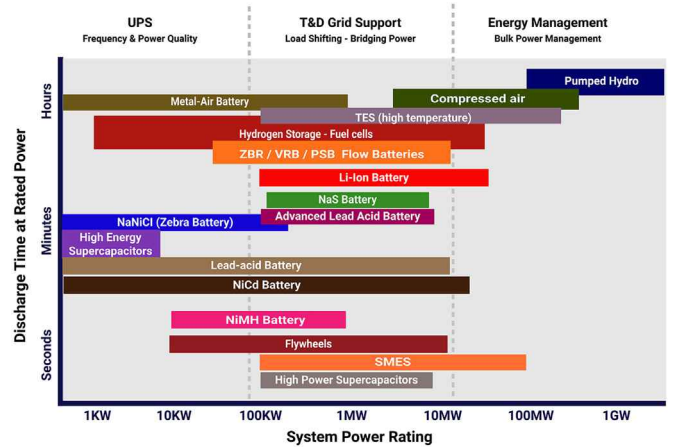 UPS
Frequency & Power Quality
T&D Grid Support
Load Shifting - Bridging Power
Energy Management
Bulk Power Management
Discharge Time at Rated Power
Hours
Minutes
Seconds
Pumped Hydro
Metal-Air Battery
Compressed air
TES (high temperature)
Hydrogen Storage - Fuel cells
ZBR / VRB / PSB Flow Batteries
Li-Ion Battery
NaS Battery
Advanced Lead Acid Battery
NaNiCl (Zebra Battery)
High Energy
Supercapacitors
Lead-acid Battery
NiCd Battery
NiMH Battery
Flywheels
SMES
High Power Supercapacitors
1KW
10KW
100KW
1MW
10MW
100MW
1GW
System Power Rating